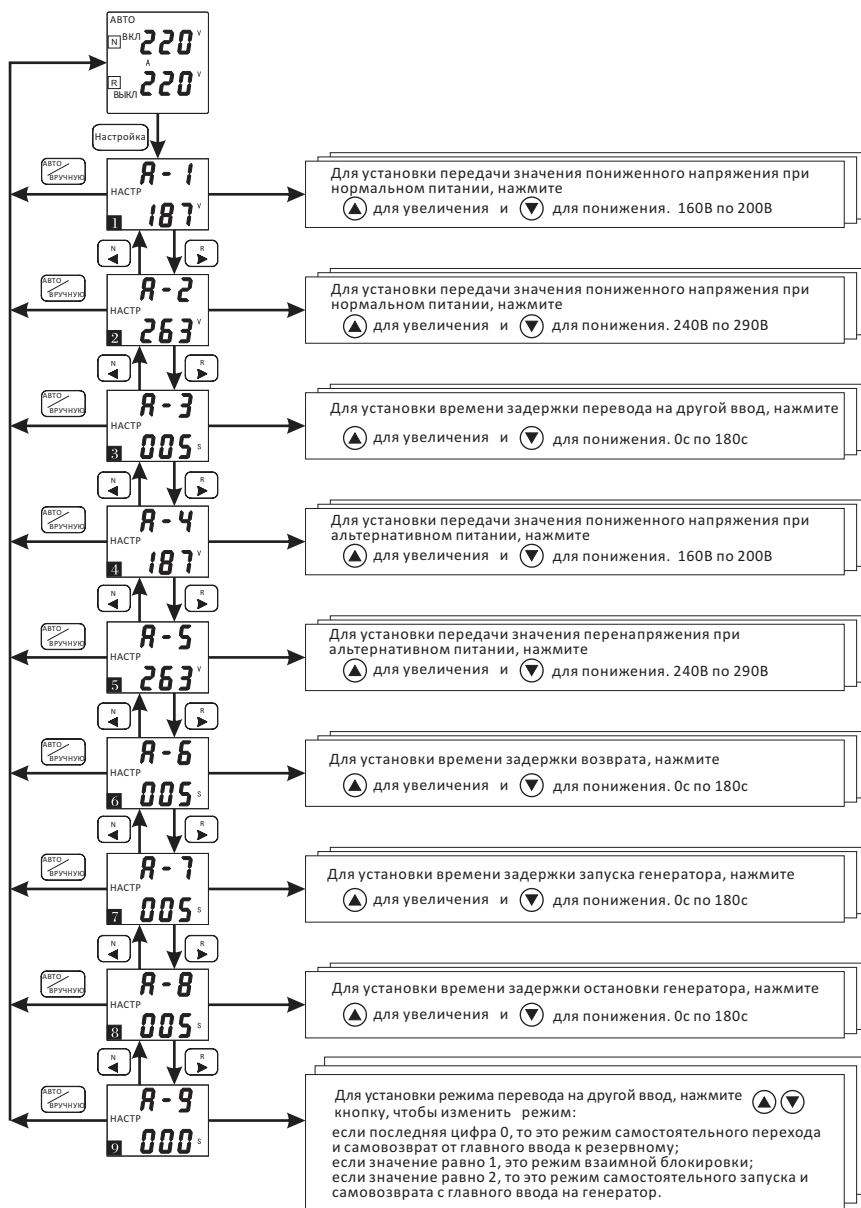 АВТО
N ВКЛ 220 V
A
R 220 V
ВЫКЛ
Настройка
АВТО ВРУЧНУЮ
A-1
НАСТР
1 187 V
Для установки передачи значения пониженного напряжения при
нормальном питании, нажмите
для увеличения и для понижения. 160В по 200В
N R
АВТО ВРУЧНУЮ
A-2
НАСТР
2 263 V
Для установки передачи значения пониженного напряжения при
нормальном питании, нажмите
для увеличения и для понижения. 240В по 290В
N R
АВТО ВРУЧНУЮ
A-3
НАСТР
3 005 S
Для установки времени задержки перевода на другой ввод, нажмите
для увеличения и для понижения. 0с по 180с
N R
АВТО ВРУЧНУЮ
A-4
НАСТР
4 187 V
Для установки передачи значения пониженного напряжения при
альтернативном питании, нажмите
для увеличения и для понижения. 160В по 200В
N R
АВТО ВРУЧНУЮ
A-5
НАСТР
5 263 V
Для установки передачи значения перенапряжения при
альтернативном питании, нажмите
для увеличения и для понижения. 240В по 290В
N R
АВТО ВРУЧНУЮ
A-6
НАСТР
6 005 S
Для установки времени задержки возврата, нажмите
для увеличения и для понижения. 0с по 180с
N R
АВТО ВРУЧНУЮ
A-7
НАСТР
7 005 S
Для установки времени задержки запуска генератора, нажмите
для увеличения и для понижения. 0с по 180с
N R
АВТО ВРУЧНУЮ
A-8
НАСТР
8 005 S
Для установки времени задержки остановки генератора, нажмите
для увеличения и для понижения. 0с по 180с
N R
АВТО ВРУЧНУЮ
A-9
НАСТР
9 000 S
Для установки режима перевода на другой ввод, нажмите
кнопку, чтобы изменить режим:
если последняя цифра 0, то это режим самостоятельного перехода
и самовозврат от главного ввода к резервному;
если значение равно 1, это режим взаимной блокировки;
если значение равно 2, то это режим самостоятельного запуска и
самовозврата с главного ввода на генератор.